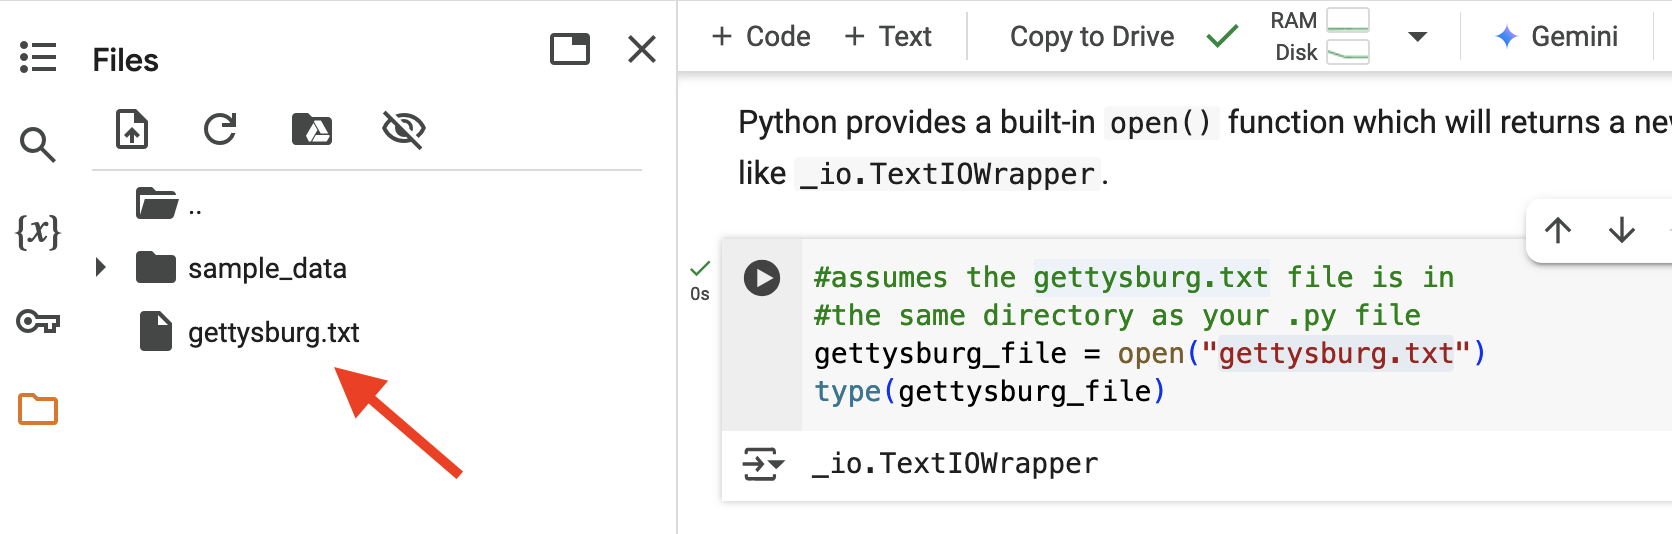 Files
..
sample_data
gettysburg.txt
{x}
+ Code + Text Copy to Drive RAM Disk Gemini
Python provides a built-in open() function which will returns a nev
like _io.TextIOWrapper.
0s
#assumes the gettysburg.txt file is in
#the same directory as your .py file
gettysburg_file = open("gettysburg.txt")
type(gettysburg_file)
_io.TextIOWrapper